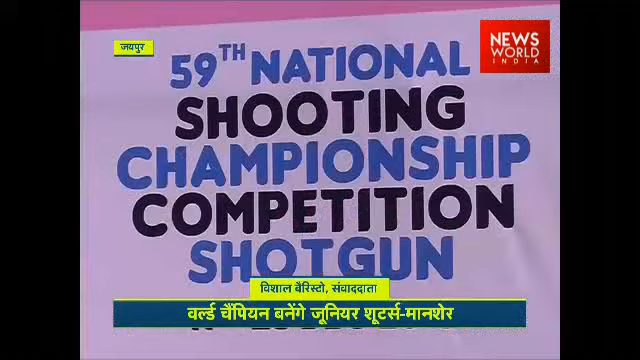 जयपुर
NEWS
WORLD
INDIA
59TH NATIONAL
SHOOTING
CHAMPIONSHIP
COMPETITION
SHOTGUN
विशाल बैरिस्टो, संवाददाता
वर्ल्ड चैंपियन बनेंगे जूनियर शूटर्स-मानशेर